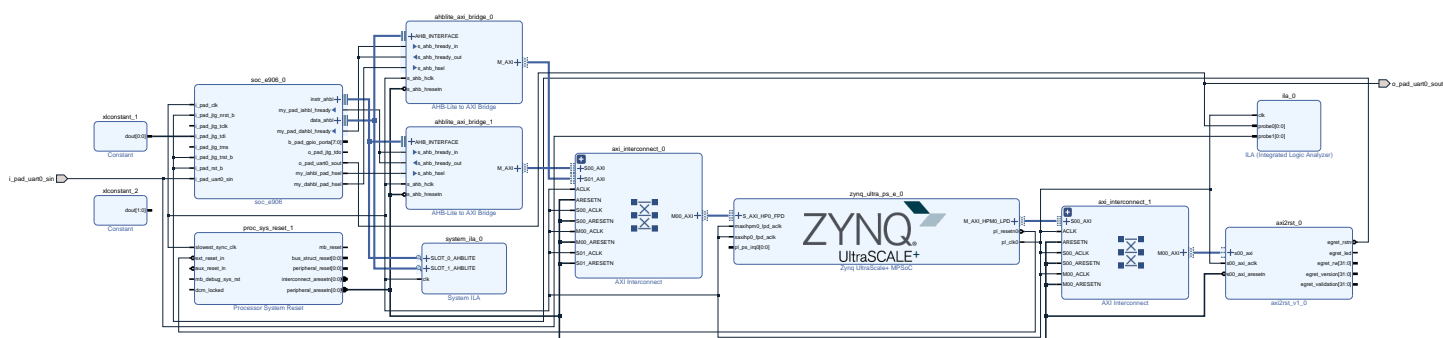 ahblite_axi_bridge_0
AHB_INTERFACE
s_ahb_hready_in
s_ahb_hready_out
s_ahb_hsel
s_ahb_hclk
s_ahb_hresetn
M_AXI
AHB-Lite to AXI Bridge
soc_e906_0
i_pad_clk
i_pad_jtg_nrst_b
i_pad_jtg_tclk
i_pad_jtg_tdi
i_pad_jtg_tms
i_pad_jtg_trst_b
i_pad_rst_b
i_pad_uart0_sin
instr_ahbl
my_pad_iahbl_hready
data_ahbl
my_pad_dahbl_hready
b_pad_gpio_porta[7:0]
o_pad_jtg_tdo
o_pad_uart0_sout
my_iahbl_pad_hsel
my_dahbl_pad_hsel
soc_e906
xlconstant_1
dout[0:0]
Constant
i_pad_uart0_sin
xlconstant_2
dout[1:0]
Constant
ahblite_axi_bridge_1
AHB_INTERFACE
s_ahb_hready_in
s_ahb_hready_out
s_ahb_hsel
s_ahb_hclk
s_ahb_hresetn
M_AXI
AHB-Lite to AXI Bridge
proc_sys_reset_1
slowest_sync_clk
ext_reset_in
aux_reset_in
mb_debug_sys_rst
dcm_locked
mb_reset
bus_struct_reset[0:0]
peripheral_reset[0:0]
interconnect_aresetn[0:0]
peripheral_aresetn[0:0]
Processor System Reset
system_ila_0
SLOT_0_AHBLITE
SLOT_1_AHBLITE
clk
System ILA
axi_interconnect_0
S00_AXI
S01_AXI
ACLK
ARESETN
S00_ACLK
S00_ARESETN
M00_ACLK
M00_ARESETN
S01_ACLK
S01_ARESETN
M00_AXI
AXI Interconnect
zynq_ultra_ps_e_0
S_AXI_HP0_FPD
maxihpm0_lpd_aclk
saxihp0_fpd_aclk
pl_ps_irq0[0:0]
ZYNQ
UltraSCALE+
M_AXI_HPM0_LPD
pl_resetn0
pl_clk0
Zynq UltraScale+ MPSoC
axi_interconnect_1
S00_AXI
ACLK
ARESETN
S00_ACLK
S00_ARESETN
M00_ACLK
M00_ARESETN
M00_AXI
AXI Interconnect
o_pad_uart0_sout
ila_0
clk
probe0[0:0]
probe1[0:0]
ILA (Integrated Logic Analyzer)
axi2rst_0
s00_axi
s00_axi_aclk
s00_axi_aresetn
egret_rstn
egret_led
egret_rw[31:0]
egret_version[31:0]
egret_validation[31:0]
axi2rst_v1_0